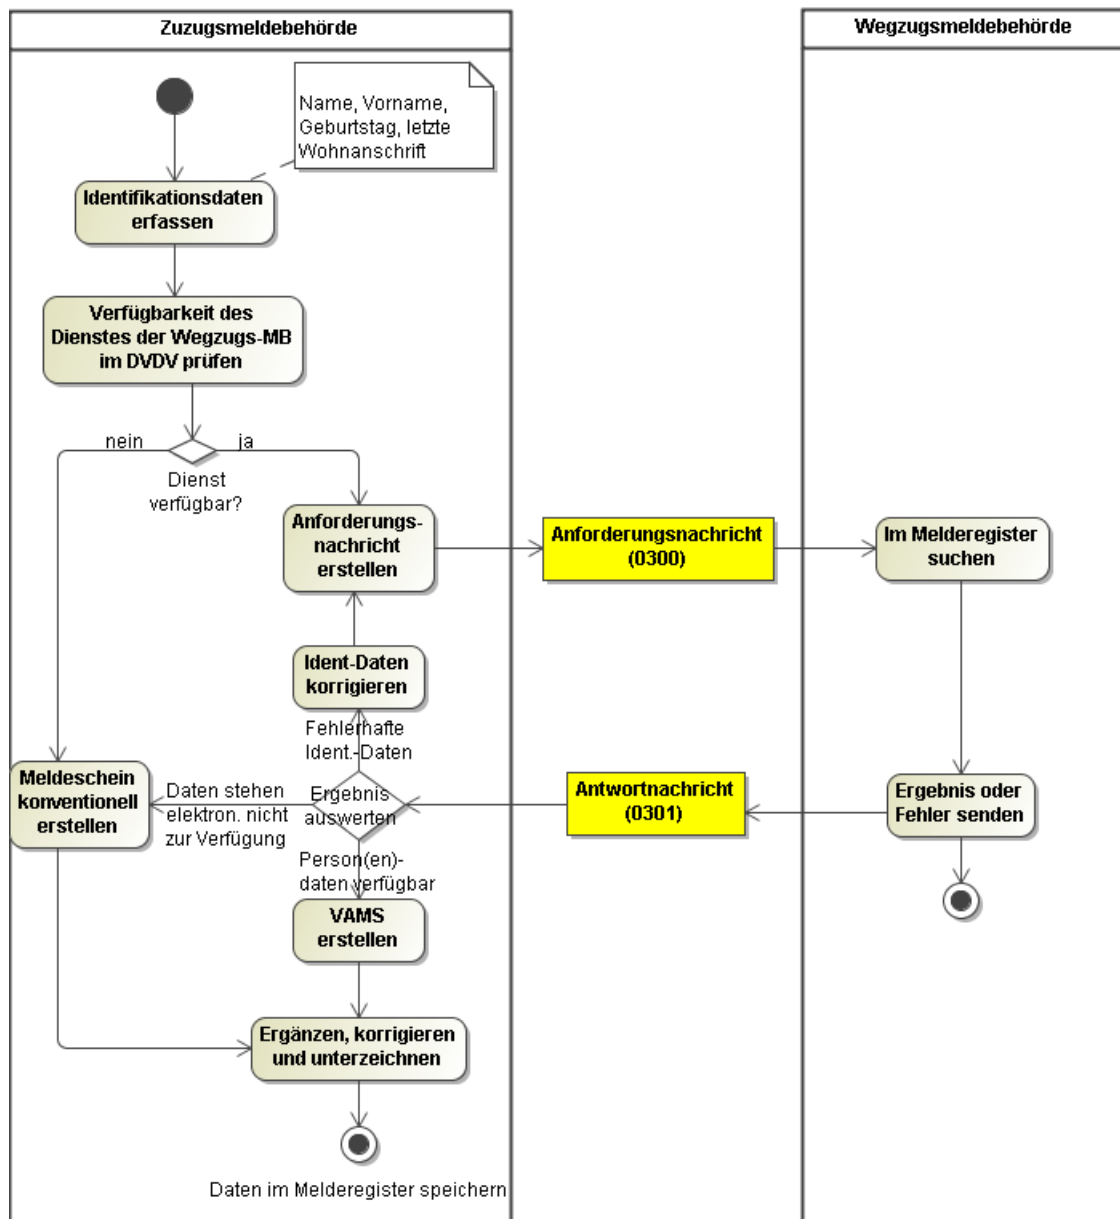 Zuzugsmeldebehörde
Wegzugsmeldebehörde
Name, Vorname,
Geburtstag, letzte
Wohnanschrift
Identifikationsdaten
erfassen
Verfügbarkeit des
Dienstes der Wegzugs-MB
im DVDV prüfen
nein
ja
Dienst
verfügbar?
Anforderungs-
nachricht
erstellen
Anforderungsnachricht
(0300)
Im Melderegister
suchen
Ident-Daten
korrigieren
Fehlerhafte
Ident.-Daten
Meldeschein
konventionell
erstellen
Daten stehen
elektron. nicht
zur Verfügung
Ergebnis
auswerten
Antwortnachricht
(0301)
Ergebnis oder
Fehler senden
Person(en)-
daten verfügbar
VAMS
erstellen
Ergänzen, korrigieren
und unterzeichnen
Daten im Melderegister speichern